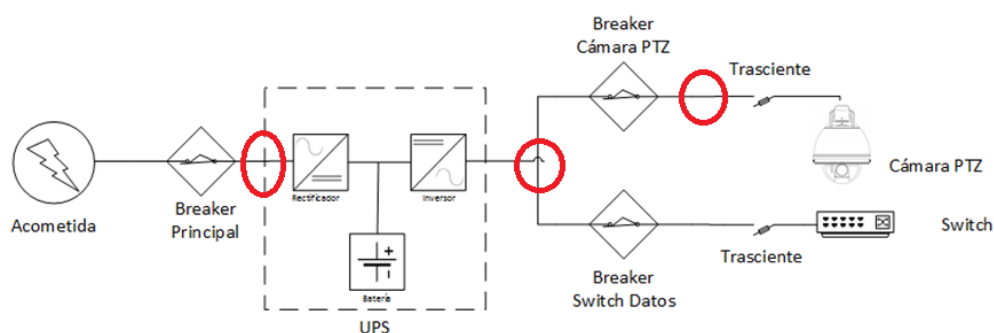 Breaker
Cámara PTZ
Trasciente
Cámara PTZ
Acometida
Breaker
Principal
Rectificador
Inversor
Batería
UPS
Breaker
Switch Datos
Trasciente
Switch